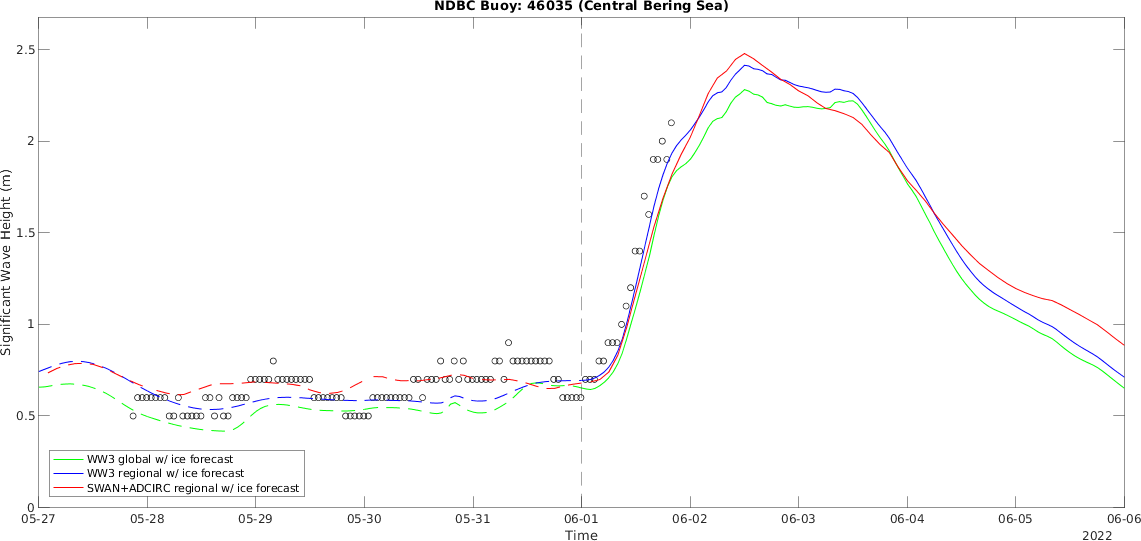 NDBC Buoy: 46035 (Central Bering Sea)
Significant Wave Height (m)
2.5
2
1.5
1
0.5
0
WW3 global w/ ice forecast
WW3 regional w/ ice forecast
SWAN+ADCIRC regional w/ ice forecast
05-27 05-28 05-29 05-30 05-31 06-01 06-02 06-03 06-04 06-05 06-06
Time
2022